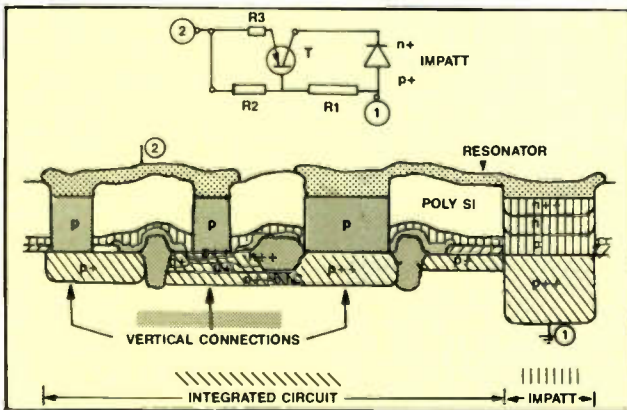 2
R3
T
n+
IMPATT
p+
R2
R1
1
2
RESONATOR
POLY SI
n++
n
p
p
p
p
p+
p++
p++
VERTICAL CONNECTIONS
1
INTEGRATED CIRCUIT
IMPATT